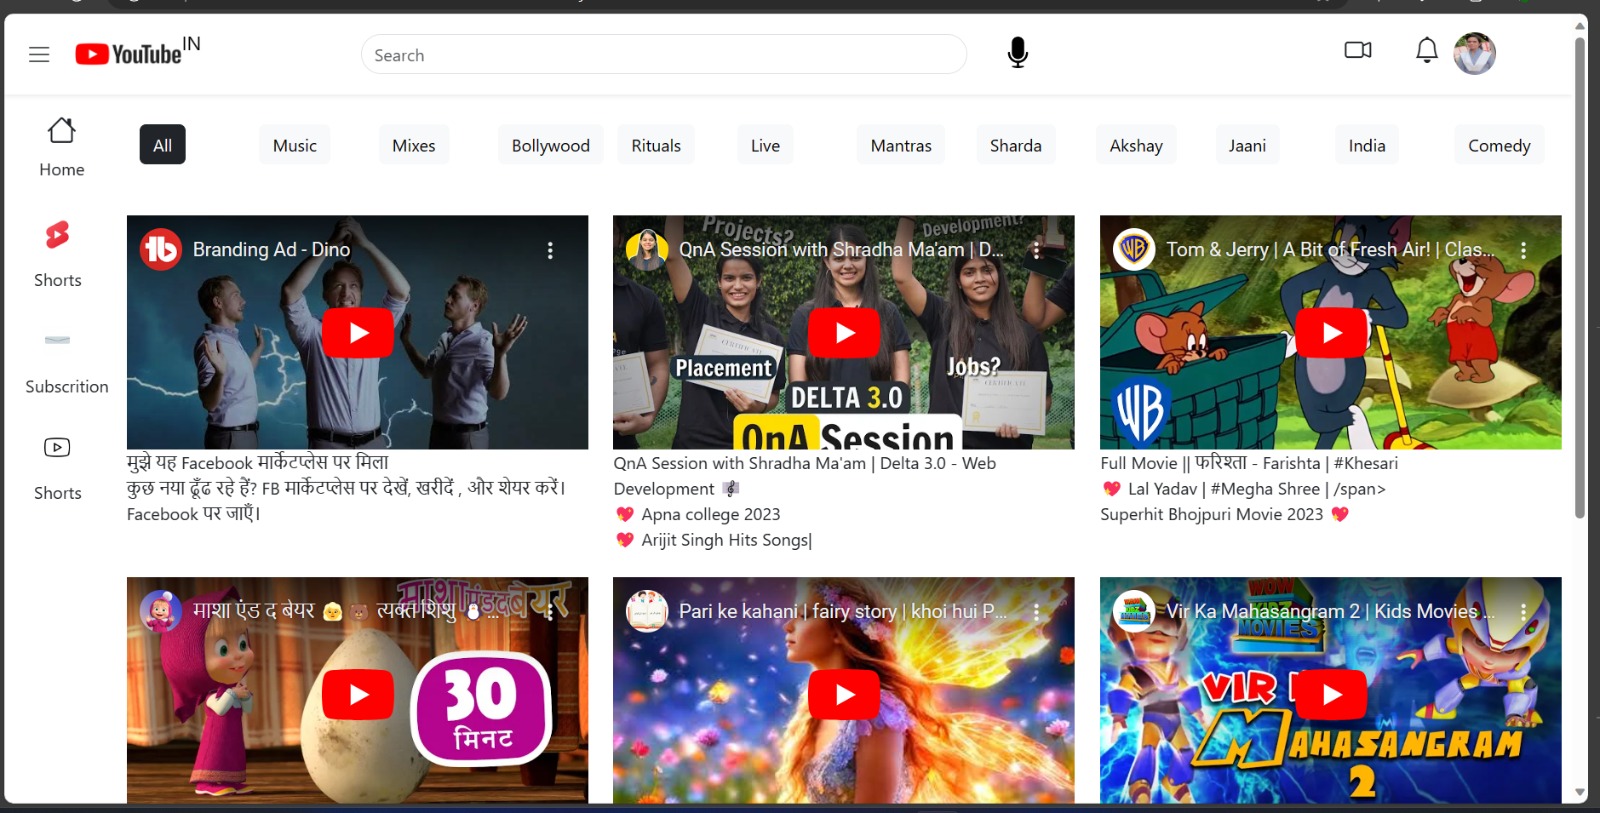 YouTube IN
Search
Home
All
Music
Mixes
Bollywood
Rituals
Live
Mantras
Sharda
Akshay
Jaani
India
Comedy
Shorts
Subscrition
Shorts
Branding Ad - Dino
मुझे यह Facebook मार्केटप्लेस पर मिला
कुछ नया ढूँढ रहे हैं? FB मार्केटप्लेस पर देखें, खरीदें , और शेयर करें।
Facebook पर जाएँ।
Projects?
Development?
QnA Session with Shradha Ma'am | D...
CERTIFICATE
Placement
Jobs?
DELTA 3.0
QnA Session
QnA Session with Shradha Ma'am | Delta 3.0 - Web
Development 🎼
💖 Apna college 2023
💖 Arijit Singh Hits Songs|
WB
Tom & Jerry | A Bit of Fresh Air! | Clas...
WB
Full Movie || फरिश्ता - Farishta | #Khesari
💖 Lal Yadav | #Megha Shree | /span>
Superhit Bhojpuri Movie 2023 💖
माशा एंड द बेयर
माशा एंड द बेयर 👶 🐻 त्यक्त शिशु ⛄ ...
30
मिनट
Pari ke kahani | fairy story | khoi hui P...
WOW KIDZ
MOVIES
Vir Ka Mahasangram 2 | Kids Movies ...
VIR
MAHASANGRAM
2